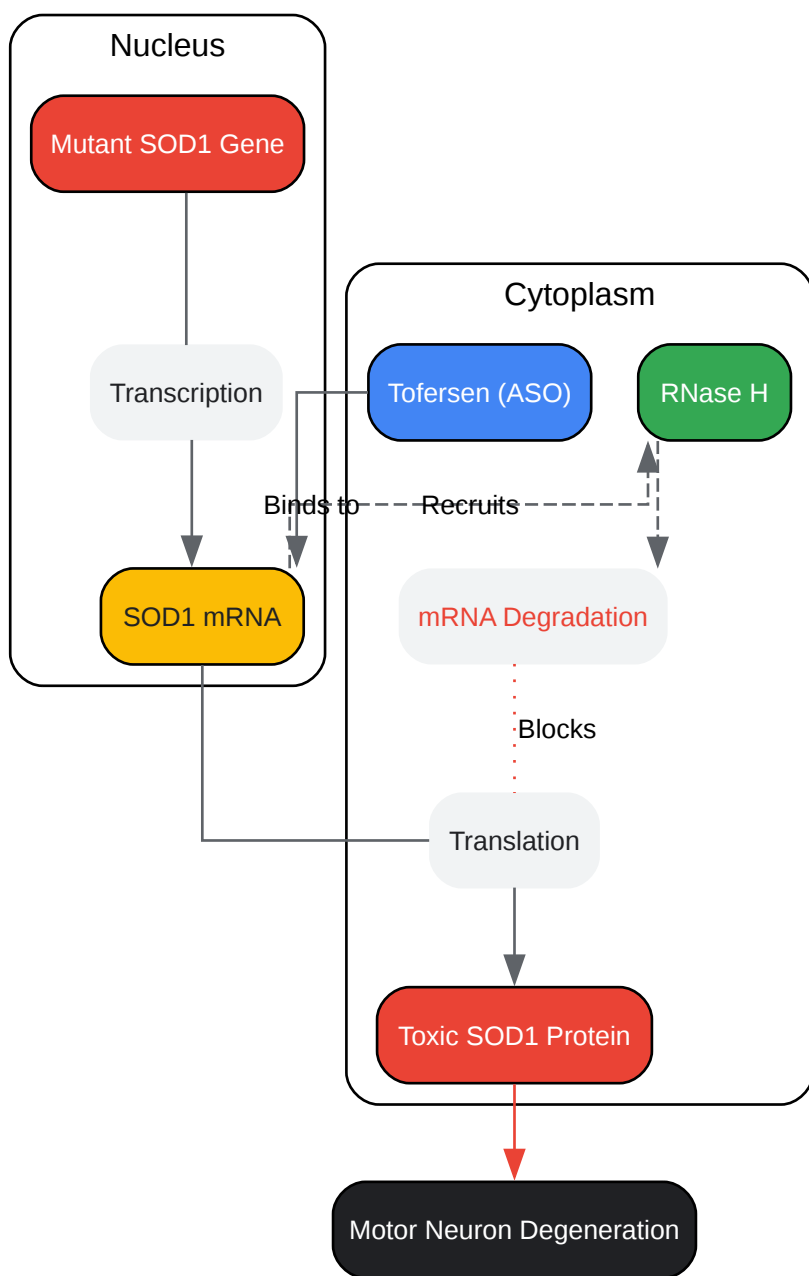 Nucleus
Mutant SOD1 Gene
Cytoplasm
Transcription
Tofersen (ASO)
RNase H
Binds to
Recruits
SOD1 mRNA
mRNA Degradation
Blocks
Translation
Toxic SOD1 Protein
Motor Neuron Degeneration